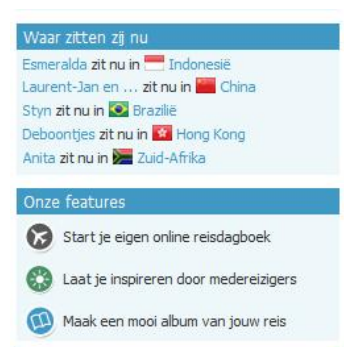 Waar zitten zij nu
Esmeralda zit nu in Indonesië
Laurent-Jan en ... zit nu in China
Styn zit nu in Brazilië
Deboontjes zit nu in Hong Kong
Anita zit nu in Zuid-Afrika
Onze features
Start je eigen online reisdagboek
Laat je inspireren door medereizigers
Maak een mooi album van jouw reis